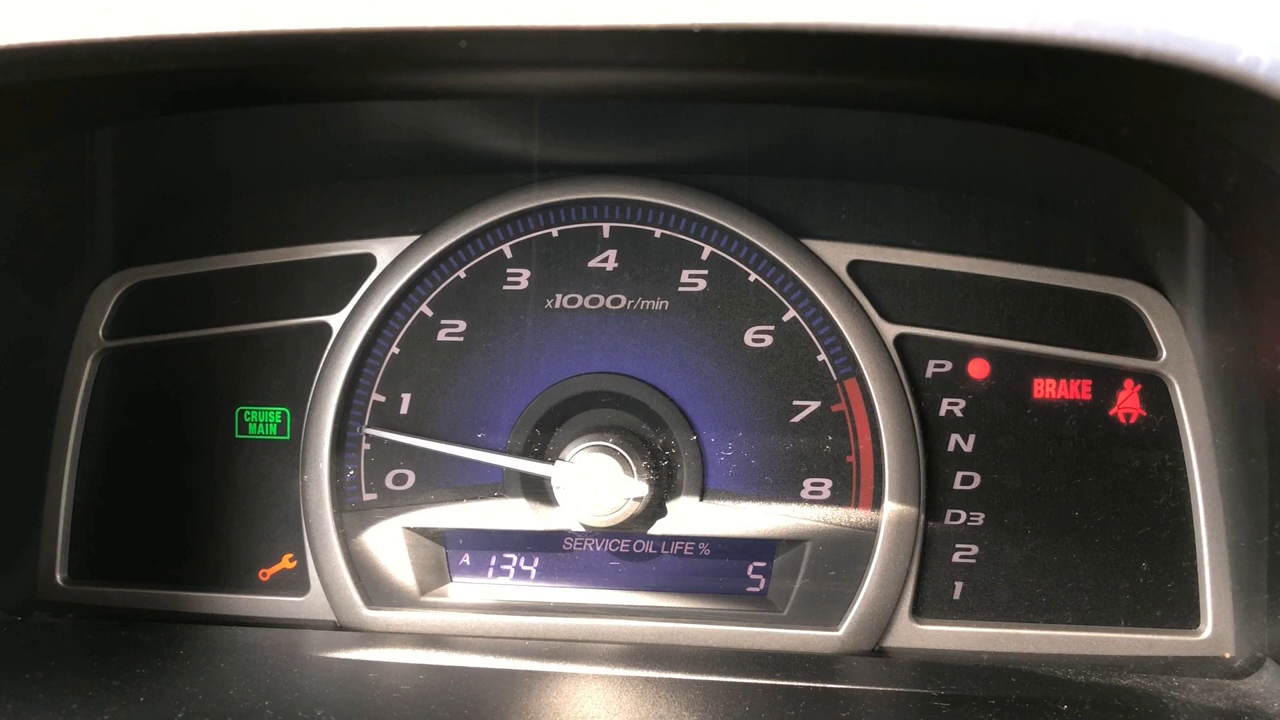 4
3
5
x1000r/min
2
6
1
7
0
8
CRUISE
MAIN
SERVICE OIL LIFE %
A 134 5
P
R
N
D
D3
2
1
BRAKE